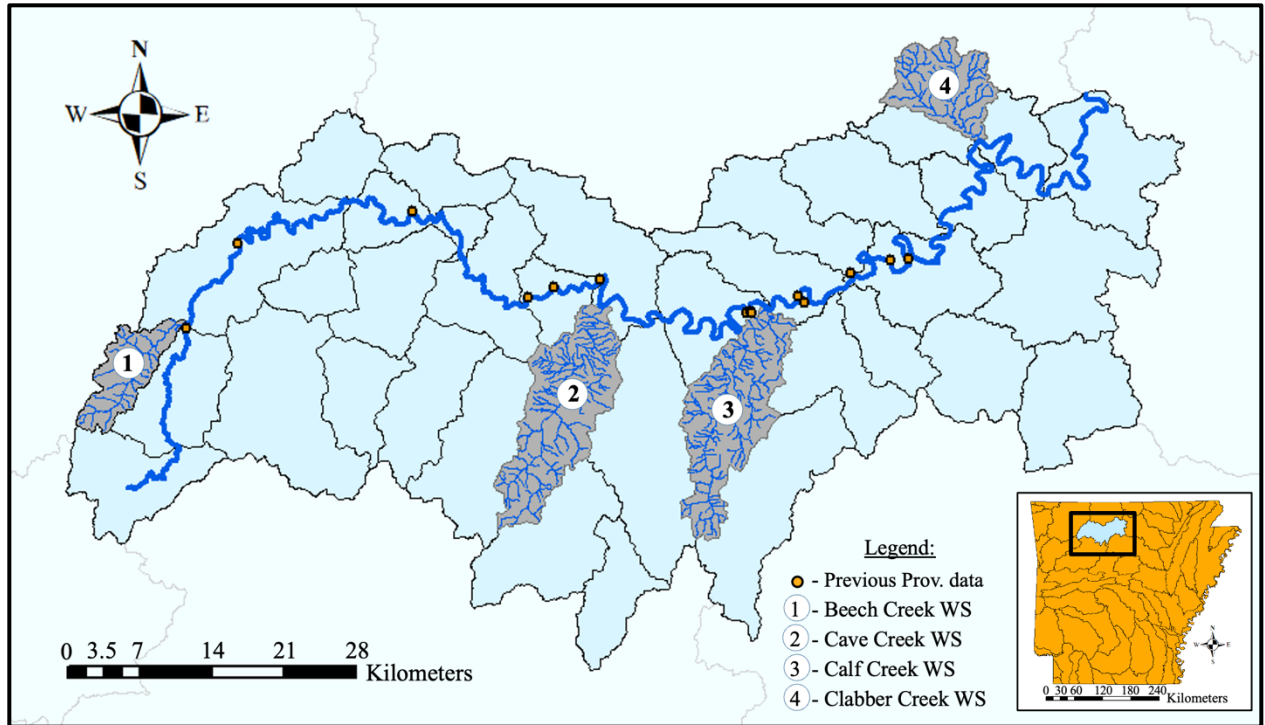 N
W E
S
4
1
2
3
Legend:
- Previous Prov. data
1 - Beech Creek WS
2 - Cave Creek WS
3 - Calf Creek WS
4 - Clabber Creek WS
0 3.5 7 14 21 28
Kilometers
N
W E
S
0 30 60 120 180 240 Kilometers